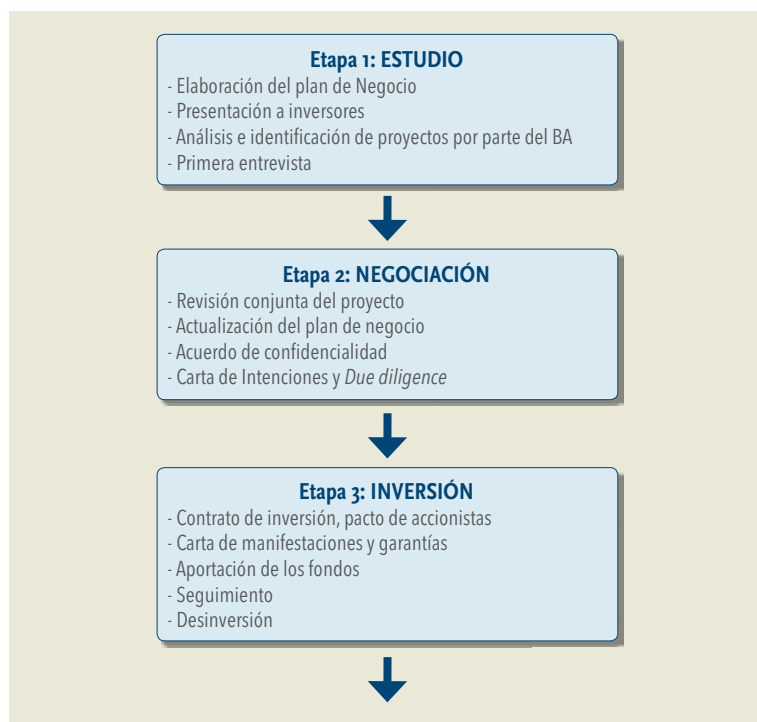 Etapa 1: ESTUDIO
- Elaboración del plan de Negocio
- Presentación a inversores
- Análisis e identificación de proyectos por parte del BA
- Primera entrevista
Etapa 2: NEGOCIACIÓN
- Revisión conjunta del proyecto
- Actualización del plan de negocio
- Acuerdo de confidencialidad
- Carta de Intenciones y Due diligence
Etapa 3: INVERSIÓN
- Contrato de inversión, pacto de accionistas
- Carta de manifestaciones y garantías
- Aportación de los fondos
- Seguimiento
- Desinversión